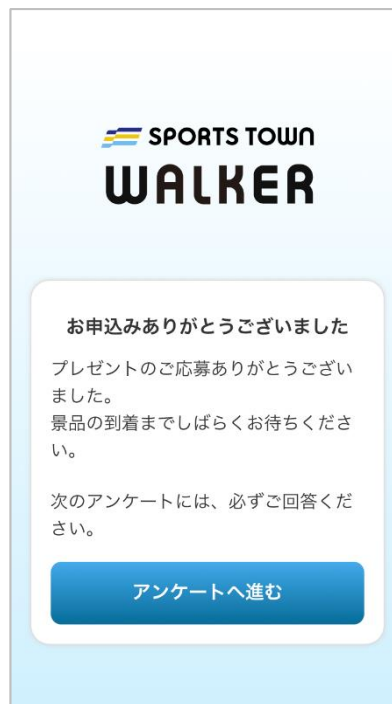 SPORTS TOWN
WALKER
お申込みありがとうございました
プレゼントのご応募ありがとうござい
ました。
景品の到着までしばらくお待ちくださ
い。
次のアンケートには、必ずご回答くだ
さい。
アンケートへ進む